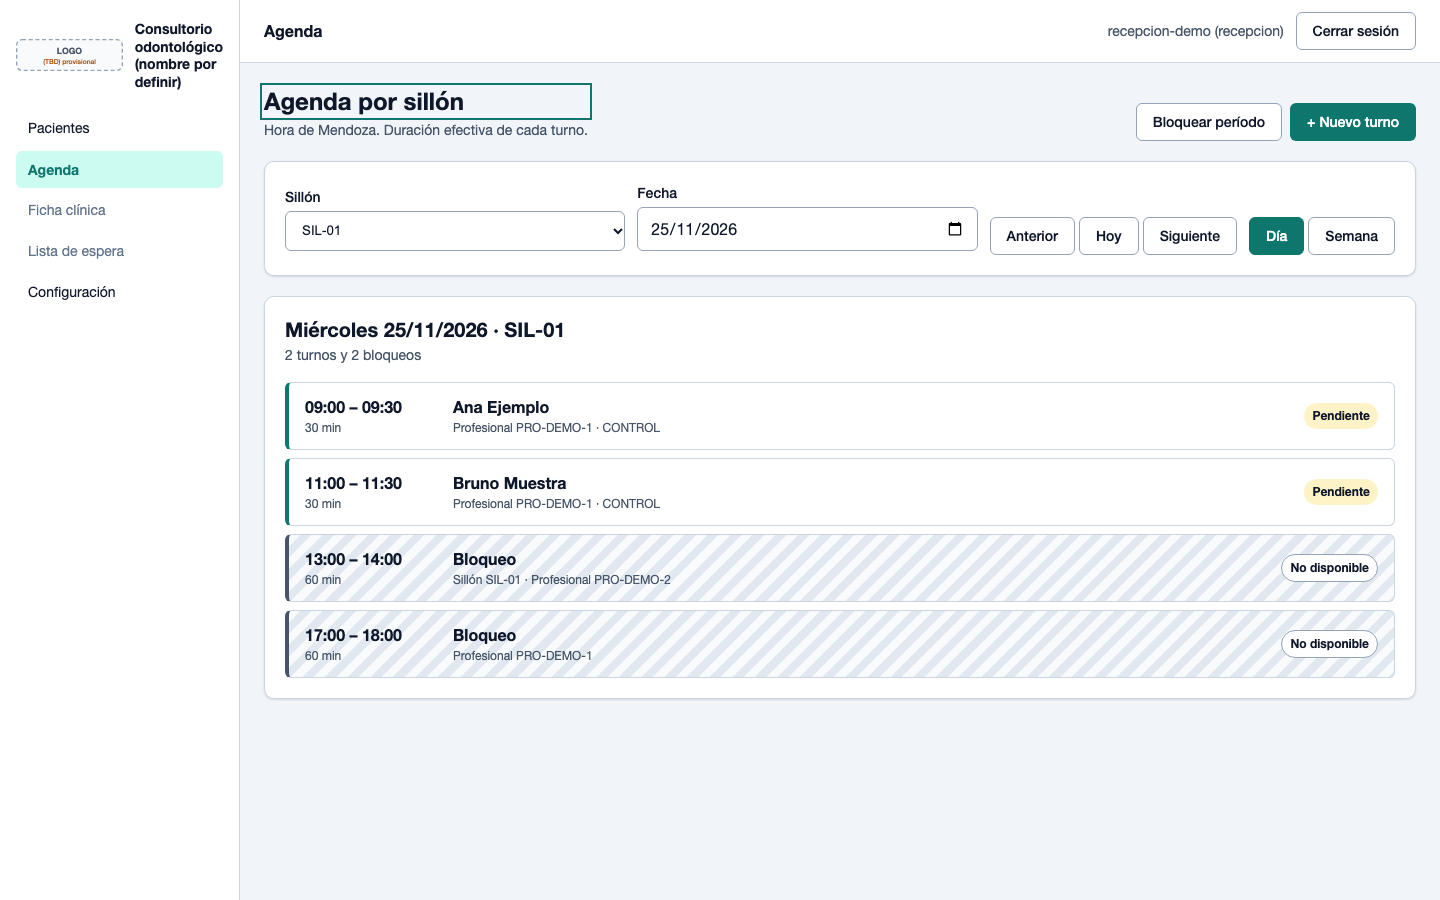 LOGO
(TBD) provisional
Consultorio
odontológico
(nombre por
definir)
Pacientes
Agenda
Ficha clínica
Lista de espera
Configuración
Agenda
recepcion-demo (recepcion)
Cerrar sesión
Agenda por sillón
Hora de Mendoza. Duración efectiva de cada turno.
Bloquear período
+ Nuevo turno
Sillón
SIL-01
Fecha
25/11/2026
Anterior
Hoy
Siguiente
Día
Semana
Miércoles 25/11/2026 · SIL-01
2 turnos y 2 bloqueos
09:00 – 09:30
30 min
Ana Ejemplo
Profesional PRO-DEMO-1 · CONTROL
Pendiente
11:00 – 11:30
30 min
Bruno Muestra
Profesional PRO-DEMO-1 · CONTROL
Pendiente
13:00 – 14:00
60 min
Bloqueo
Sillón SIL-01 · Profesional PRO-DEMO-2
No disponible
17:00 – 18:00
60 min
Bloqueo
Profesional PRO-DEMO-1
No disponible